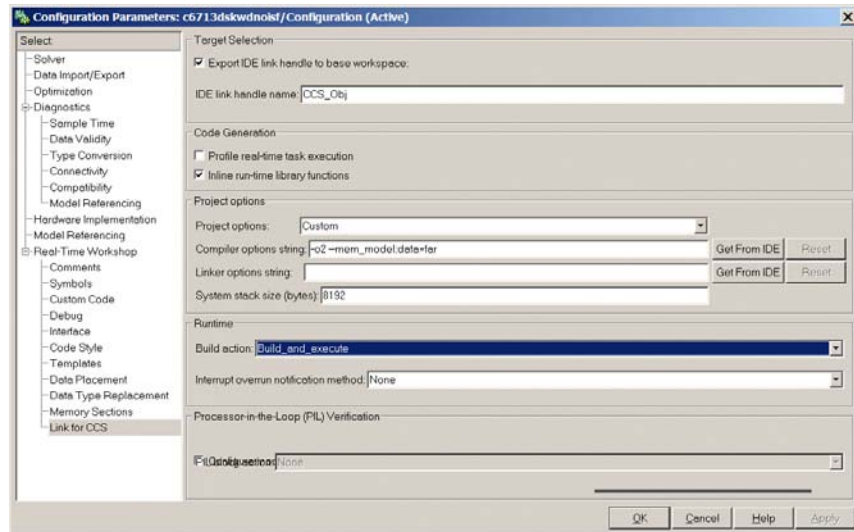 Configuration Parameters: c6713dskwdnoisf/Configuration (Active)
Select:
Solver
Data Import/Export
Optimization
Diagnostics
Sample Time
Data Validity
Type Conversion
Connectivity
Compatibility
Model Referencing
Hardware Implementation
Model Referencing
Real-Time Workshop
Comments
Symbols
Custom Code
Debug
Interface
Code Style
Templates
Data Placement
Data Type Replacement
Memory Sections
Link for CCS
Target Selection
Export IDE link handle to base workspace:
IDE link handle name: CCS_Obj
Code Generation
Profile real-time task execution
Inline run-time library functions
Project options
Project options: Custom
Compiler options string: -o2 --mem_model:data=far Get From IDE Reset
Linker options string: Get From IDE Reset
System stack size (bytes): 8192
Runtime
Build action: Build_and_execute
Interrupt overrun notification method: None
Processor-in-the-Loop (PIL) Verification
None
OK Cancel Help Apply